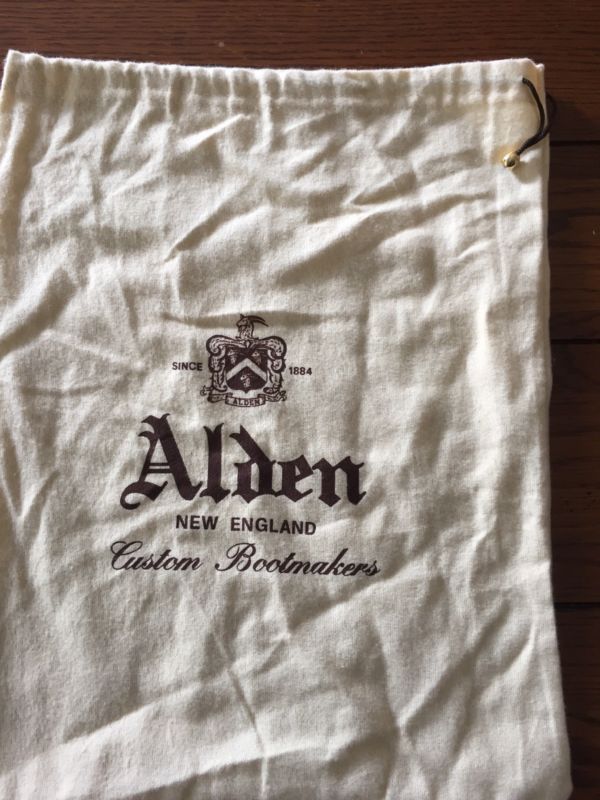 SINCE 1884
ALDEN
Alden
NEW ENGLAND
Custom Bootmakers